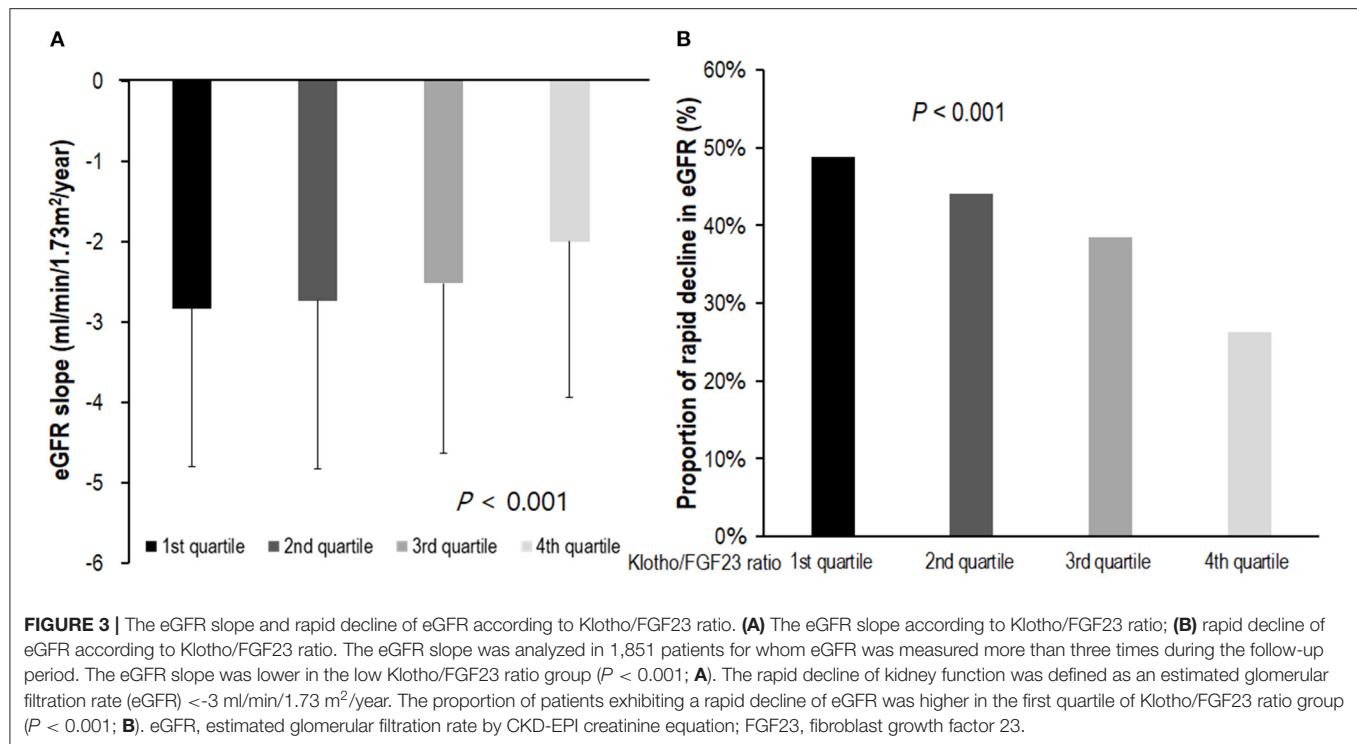 A
0
-1
-2
-3
-4
-5
-6
eGFR slope (ml/min/1.73m²/year)
P < 0.001
1st quartile 2nd quartile 3rd quartile 4th quartile
B
60%
50%
40%
30%
20%
10%
0%
Proportion of rapid decline in eGFR (%)
P < 0.001
Klotho/FGF23 ratio 1st quartile 2nd quartile 3rd quartile 4th quartile
FIGURE 3 | The eGFR slope and rapid decline of eGFR according to Klotho/FGF23 ratio. (A) The eGFR slope according to Klotho/FGF23 ratio; (B) rapid decline of
eGFR according to Klotho/FGF23 ratio. The eGFR slope was analyzed in 1,851 patients for whom eGFR was measured more than three times during the follow-up
period. The eGFR slope was lower in the low Klotho/FGF23 ratio group (P < 0.001; A). The rapid decline of kidney function was defined as an estimated glomerular
filtration rate (eGFR) <-3 ml/min/1.73 m²/year. The proportion of patients exhibiting a rapid decline of eGFR was higher in the first quartile of Klotho/FGF23 ratio group
(P < 0.001; B). eGFR, estimated glomerular filtration rate by CKD-EPI creatinine equation; FGF23, fibroblast growth factor 23.